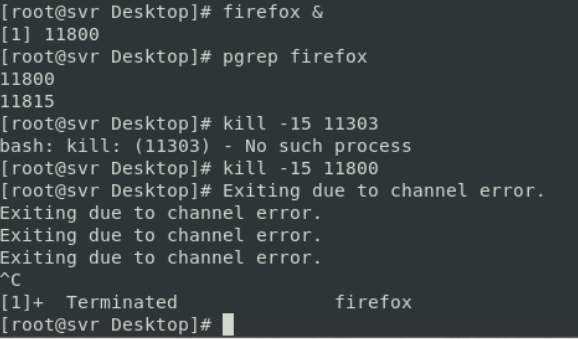 [root@svr Desktop]# firefox &
[1] 11800
[root@svr Desktop]# pgrep firefox
11800
11815
[root@svr Desktop]# kill -15 11303
bash: kill: (11303) - No such process
[root@svr Desktop]# kill -15 11800
[root@svr Desktop]# Exiting due to channel error.
Exiting due to channel error.
Exiting due to channel error.
Exiting due to channel error.
^C
[1]+  Terminated              firefox
[root@svr Desktop]#